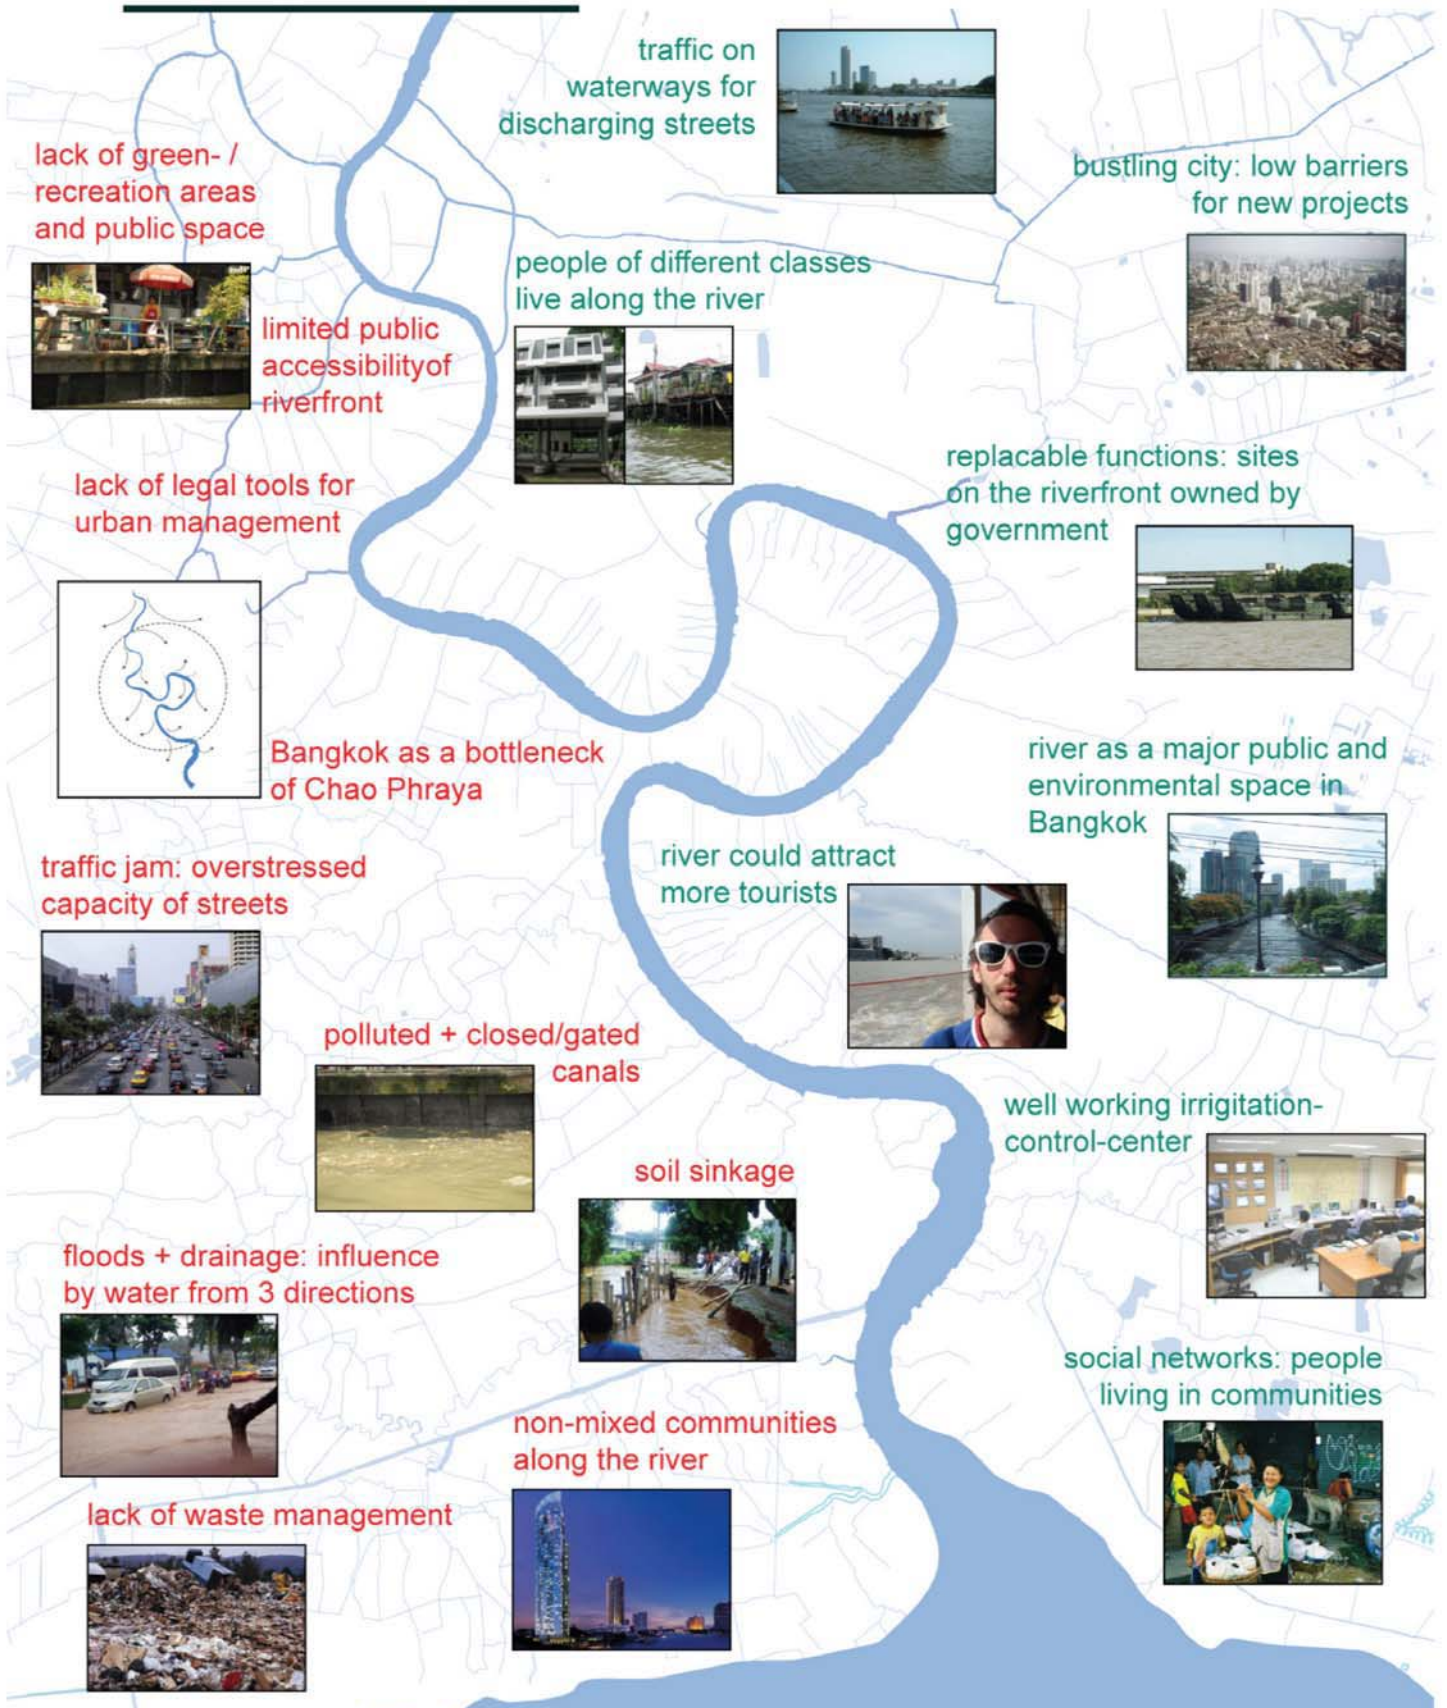 traffic on
waterways for
discharging streets
lack of green- /
recreation areas
and public space
bustling city: low barriers
for new projects
people of different classes
live along the river
limited public
accessibilityof
riverfront
replacable functions: sites
on the riverfront owned by
government
lack of legal tools for
urban management
Bangkok as a bottleneck
of Chao Phraya
river as a major public and
environmental space in
Bangkok
traffic jam: overstressed
capacity of streets
river could attract
more tourists
polluted + closed/gated
canals
well working irrigitation-
control-center
soil sinkage
floods + drainage: influence
by water from 3 directions
social networks: people
living in communities
non-mixed communities
along the river
lack of waste management